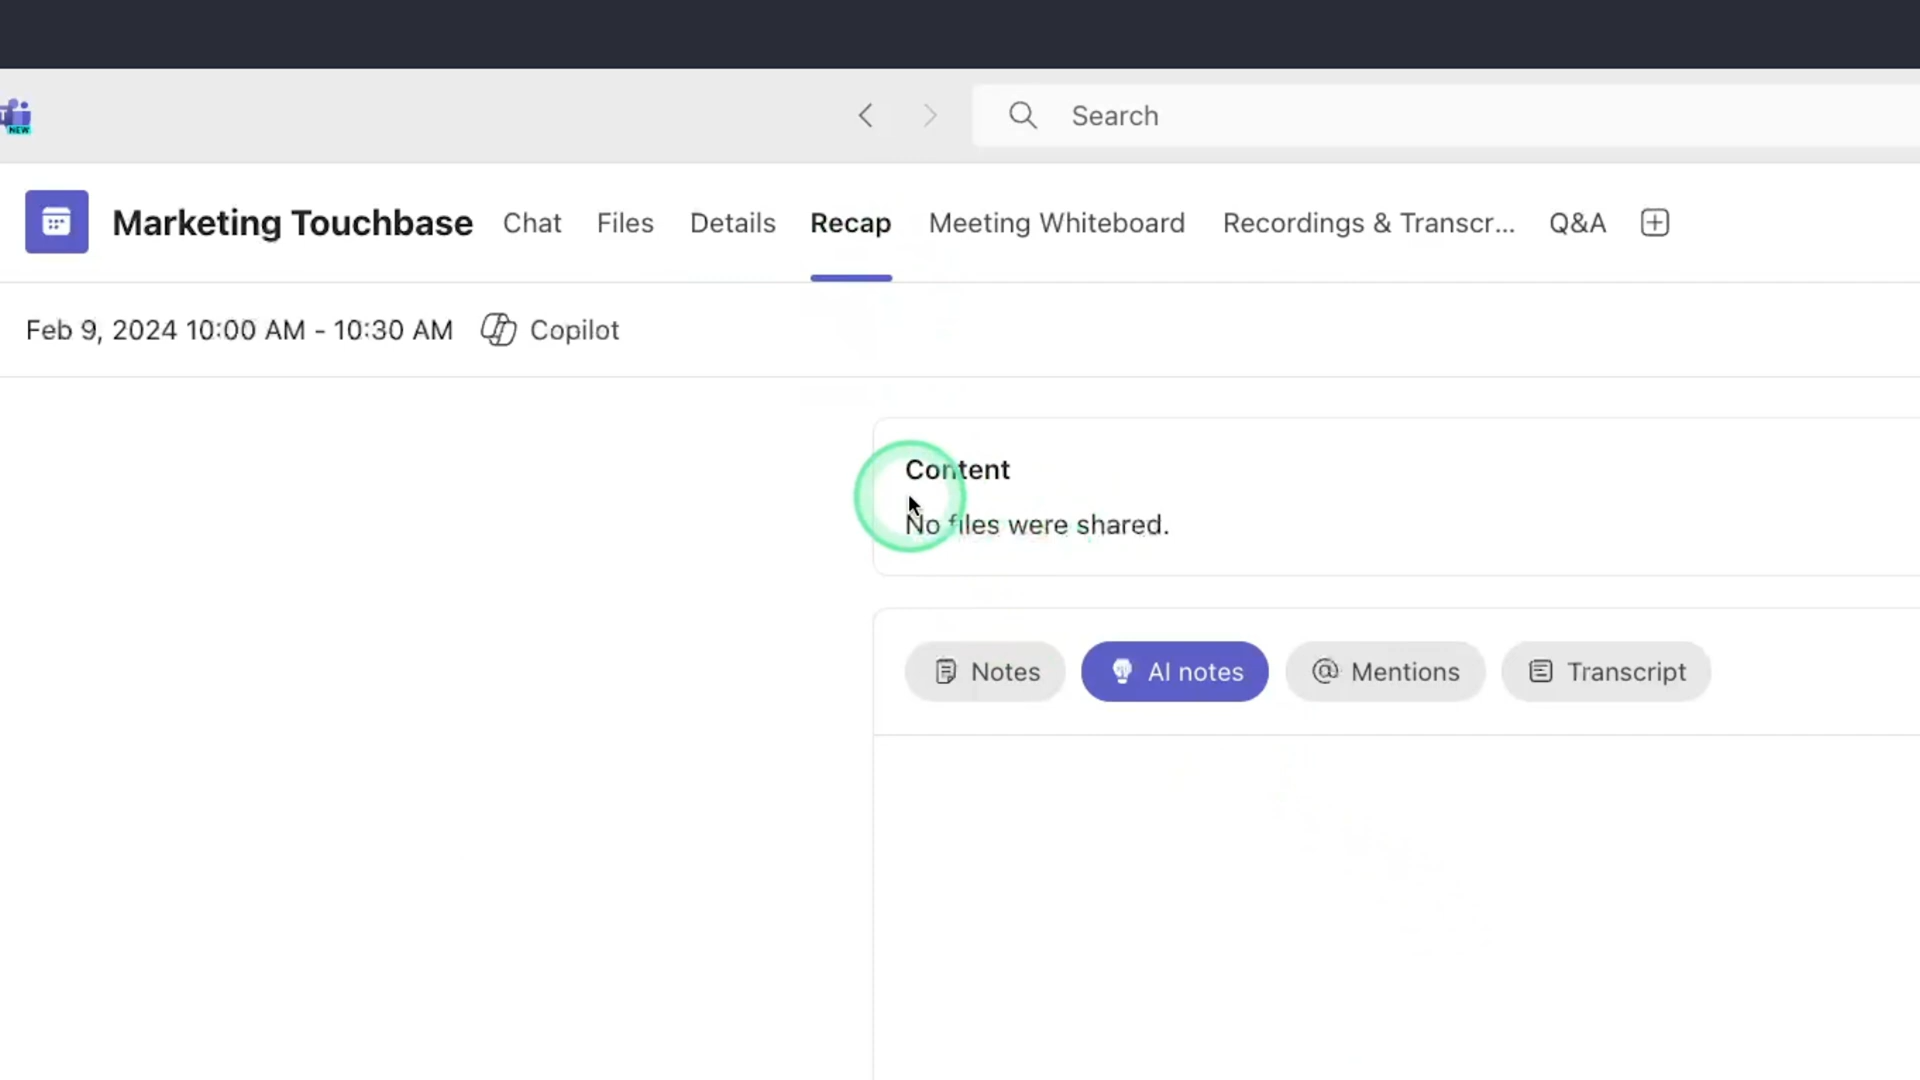 NEW
Search
Marketing Touchbase Chat Files Details Recap Meeting Whiteboard Recordings & Transcr... Q&A
Feb 9, 2024 10:00 AM - 10:30 AM Copilot
Content
No files were shared.
Notes AI notes Mentions Transcript